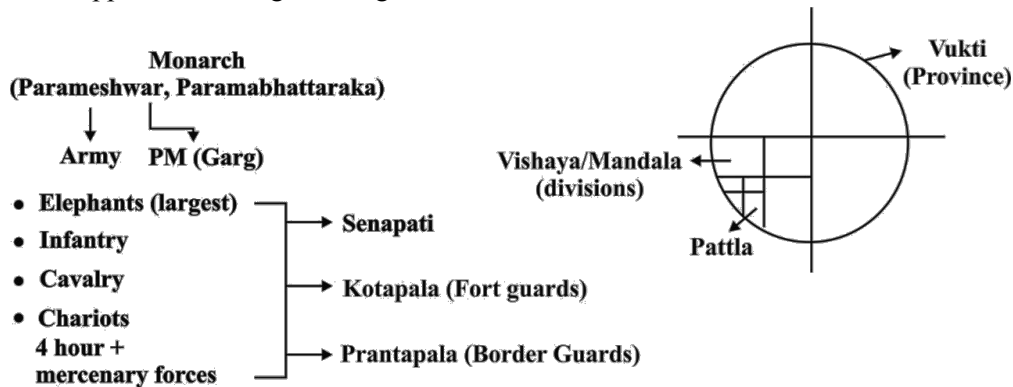 Monarch
(Parameshwar, Paramabhattaraka)
Army PM (Garg)
• Elephants (largest)
• Infantry
• Cavalry
• Chariots
4 hour +
mercenary forces
Senapati
Kotapala (Fort guards)
Prantapala (Border Guards)
Vukti
(Province)
Vishaya/Mandala
(divisions)
Pattla